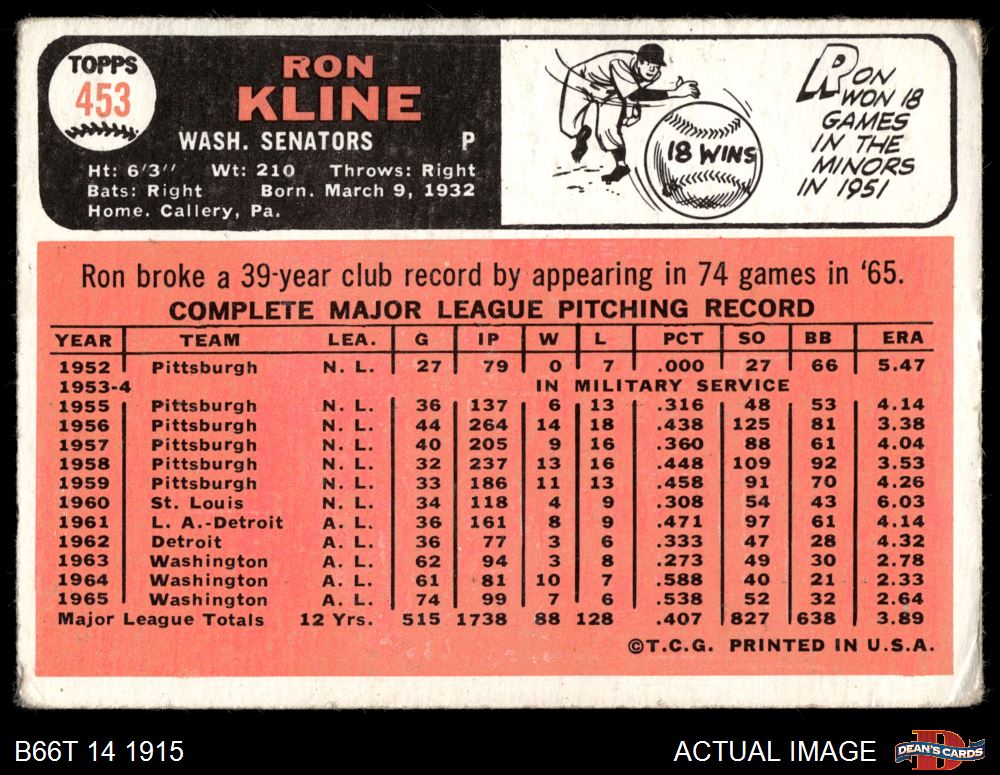 TOPPS
453
RON
KLINE
WASH. SENATORS P
Ht: 6'3" Wt: 210 Throws: Right
Bats: Right Born. March 9, 1932
Home. Callery, Pa.
18 WINS
RON
WON 18
GAMES
IN THE
MINORS
IN 1951
Ron broke a 39-year club record by appearing in 74 games in '65.
COMPLETE MAJOR LEAGUE PITCHING RECORD
YEAR TEAM LEA. G IP W L PCT SO BB ERA
1952 Pittsburgh N. L. 27 79 0 7 .000 27 66 5.47
1953-4 IN MILITARY SERVICE
1955 Pittsburgh N. L. 36 137 6 13 .316 48 53 4.14
1956 Pittsburgh N. L. 44 264 14 18 .438 125 81 3.38
1957 Pittsburgh N. L. 40 205 9 16 .360 88 61 4.04
1958 Pittsburgh N. L. 32 237 13 16 .448 109 92 3.53
1959 Pittsburgh N. L. 33 186 11 13 .458 91 70 4.26
1960 St. Louis N. L. 34 118 4 9 .308 54 43 6.03
1961 L. A.-Detroit A. L. 36 161 8 9 .471 97 61 4.14
1962 Detroit A. L. 36 77 3 6 .333 47 28 4.32
1963 Washington A. L. 62 94 3 8 .273 49 30 2.78
1964 Washington A. L. 61 81 10 7 .588 40 21 2.33
1965 Washington A. L. 74 99 7 6 .538 52 32 2.64
Major League Totals 12 Yrs. 515 1738 88 128 .407 827 638 3.89
©T.C.G. PRINTED IN U.S.A.
B66T 14 1915
ACTUAL IMAGE
DEAN'S CARDS